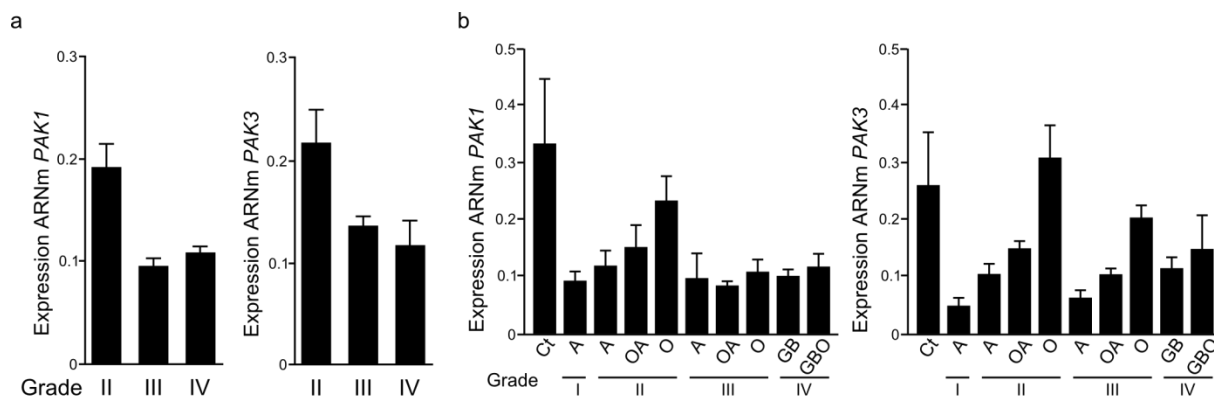 a
Expression ARNm PAK1
0.3
0.2
0.1
0
Grade II III IV
Expression ARNm PAK3
0.3
0.2
0.1
0
II III IV
b
Expression ARNm PAK1
0.5
0.4
0.3
0.2
0.1
0
Ct A A OA O A OA O GB GBO
Grade I II III IV
Expression ARNm PAK3
0.5
0.4
0.3
0.2
0.1
0
Ct A A OA O A OA O GB GBO
I II III IV